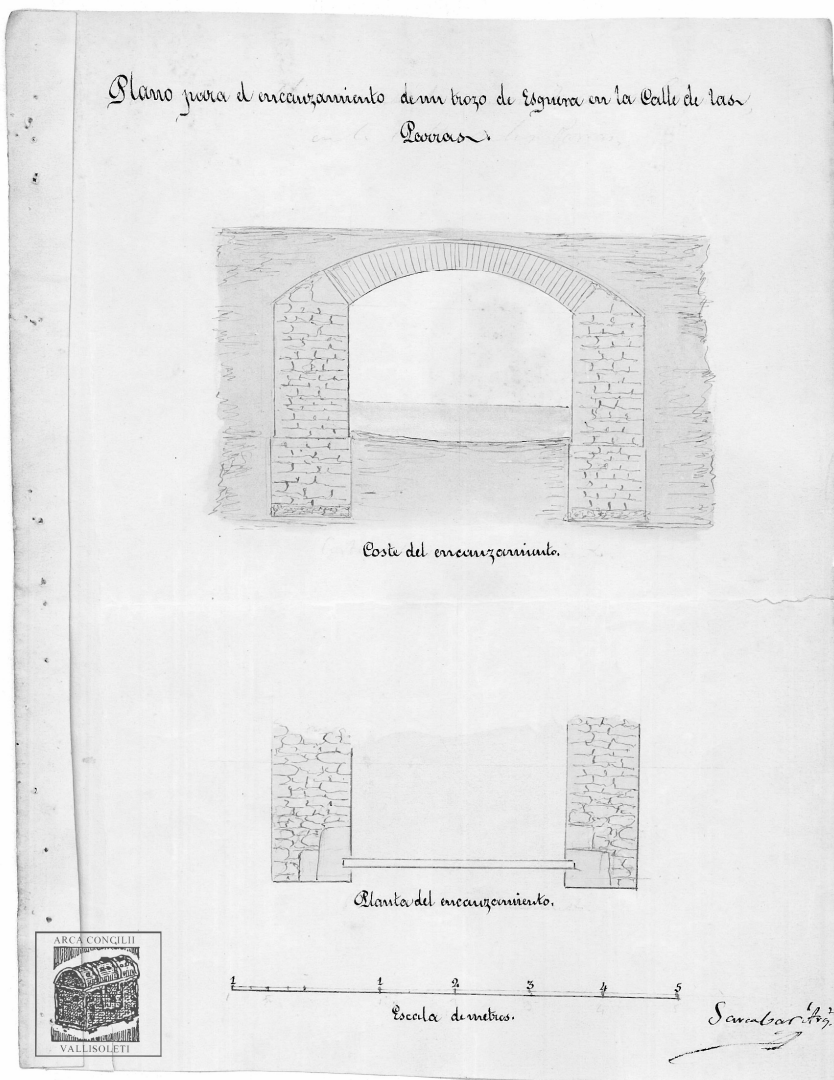 Plano para el encauzamiento de un trozo de Esgueva en la Calle de las
Parras.
Corte del encauzamiento.
Planta del encauzamiento.
1 1 2 3 4 5
Escala de metros.
ARCA CONCILII
VALLISOLETI